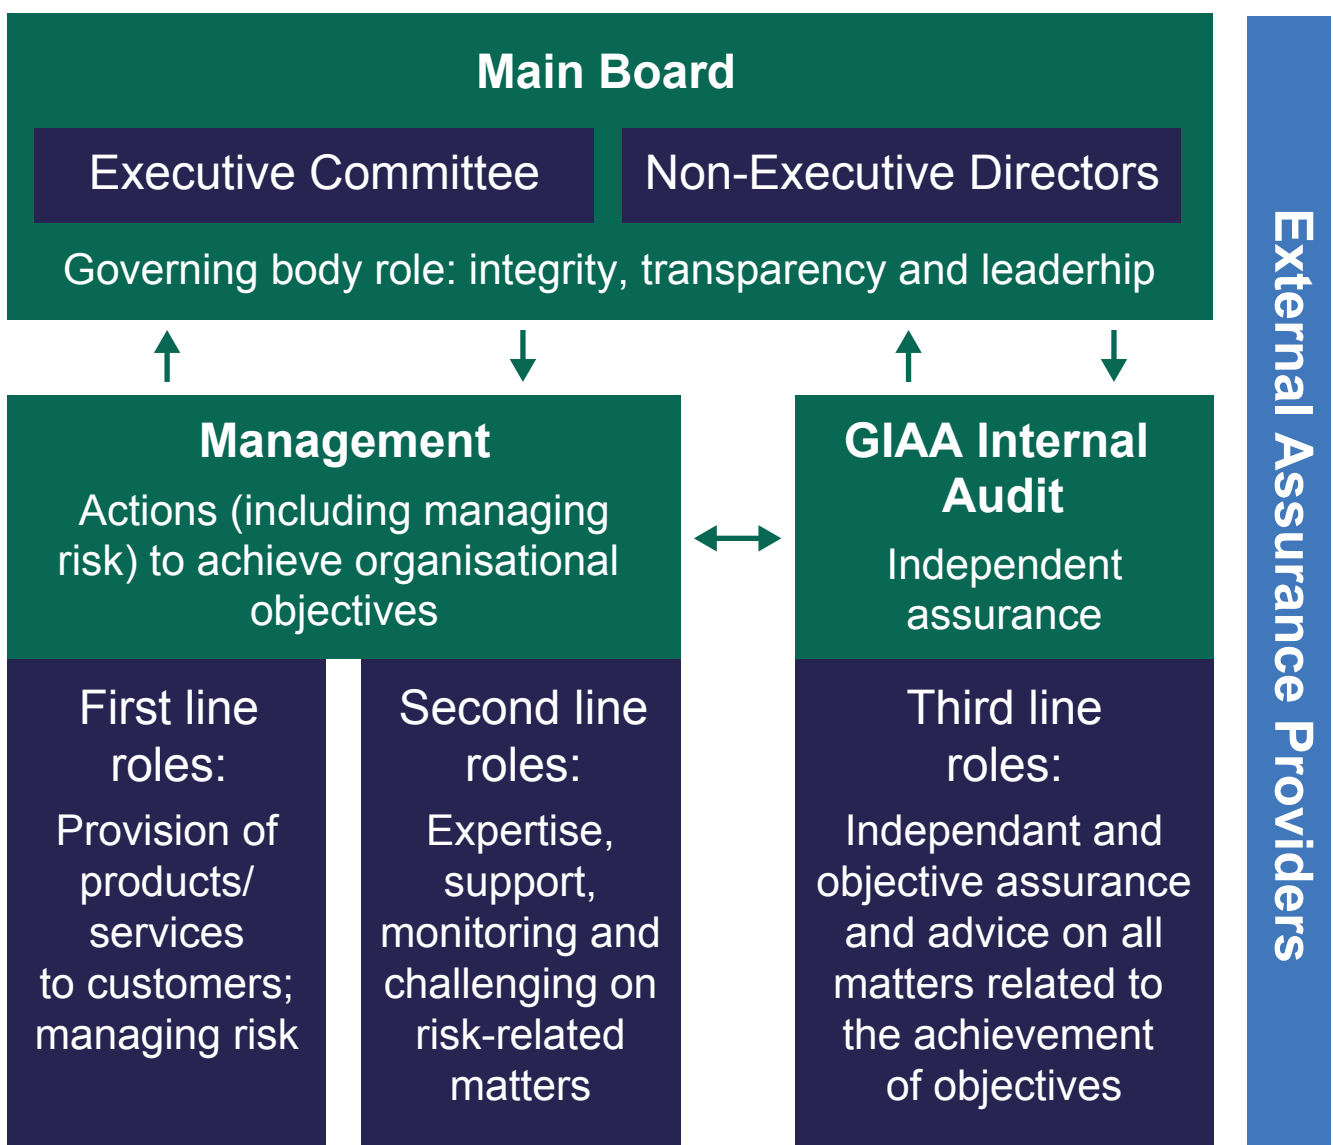 Main Board
Executive Committee
Non-Executive Directors
Governing body role: integrity, transparency and leaderhip
Management
Actions (including managing
risk) to achieve organisational
objectives
GIAA Internal
Audit
Independent
assurance
First line
roles:
Provision of
products/
services
to customers;
managing risk
Second line
roles:
Expertise,
support,
monitoring and
challenging on
risk-related
matters
Third line
roles:
Independant and
objective assurance
and advice on all
matters related to
the achievement
of objectives
External Assurance Providers